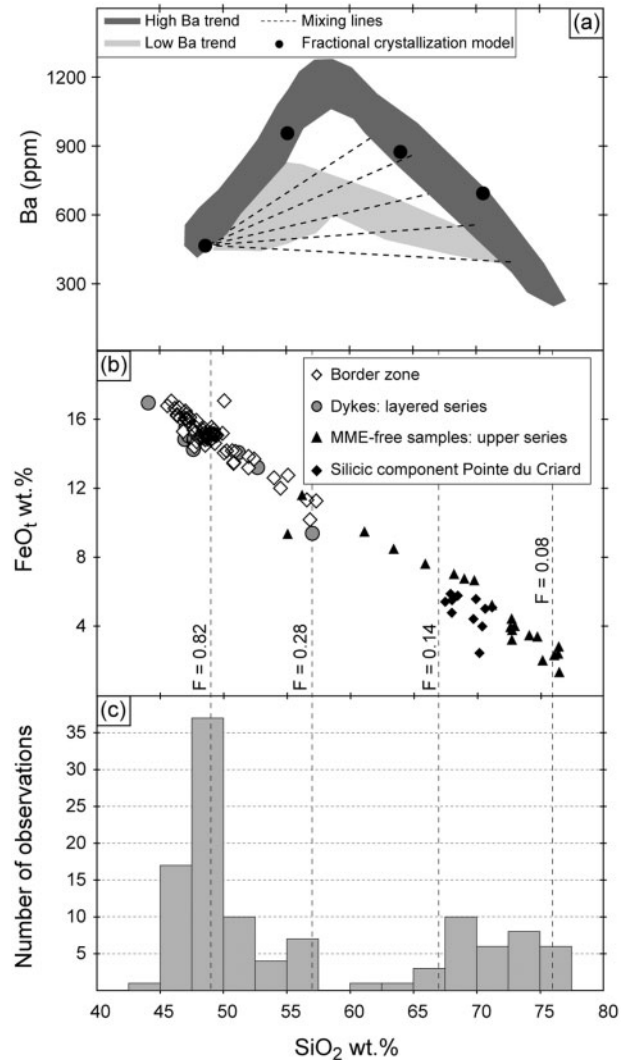 High Ba trend
Mixing lines
Low Ba trend
Fractional crystallization model
(a)
1200
900
600
300
Ba (ppm)
(b)
Border zone
Dykes: layered series
MME-free samples: upper series
Silicic component Pointe du Criard
16
12
8
4
FeOt wt.%
F = 0.82
F = 0.28
F = 0.14
F = 0.08
(c)
35
30
25
20
15
10
5
Number of observations
40 45 50 55 60 65 70 75 80
SiO2 wt.%